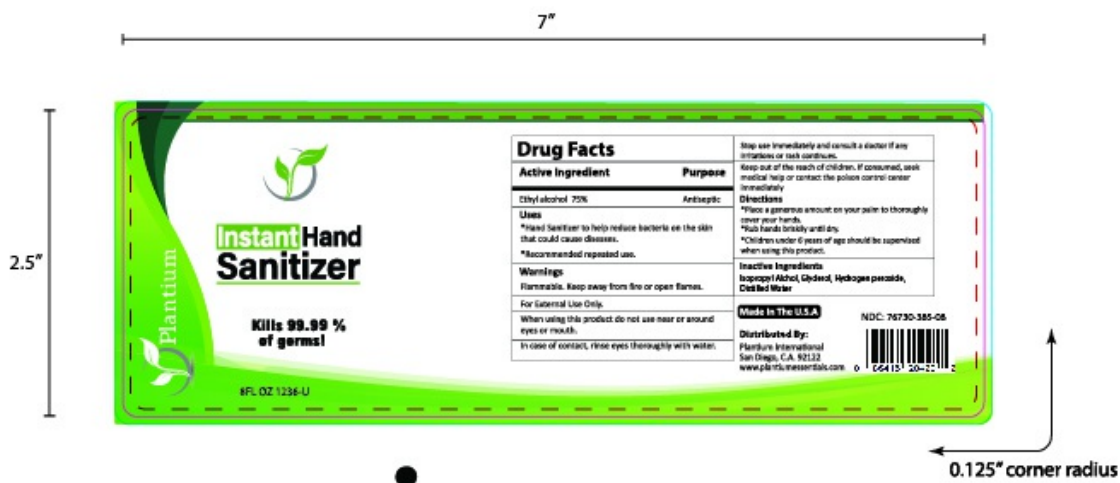 7"
2.5"
Plantium
Instant Hand
Sanitizer
Kills 99.99 %
of germs!
8FL OZ 1236-U
Drug Facts
Active Ingredient Purpose
Ethyl alcohol 75% Antiseptic
Uses
*Hand Sanitizer to help reduce bacteria on the skin
that could cause diseases.
*Recommended repeated use.
Warnings
Flammable. Keep away from fire or open flames.
For External Use Only.
When using this product do not use near or around
eyes or mouth.
In case of contact, rinse eyes thoroughly with water.
Stop use immediately and consult a doctor if any
irritations or rash continues.
Keep out of the reach of children. If consumed, seek
medical help or contact the poison control center
immediately
Directions
*Place a generous amount on your palm to thoroughly
cover your hands.
*Rub hands briskly until dry.
*Children under 6 years of age should be supervised
when using this product.
Inactive Ingredients
Isopropyl Alchol, Glycerol, Hydrogen peroxide,
Distilled Water
Made In The U.S.A
Distributed By:
Plantium International
San Diego, C.A. 92122
www.plantiumessentials.com
NDC: 76730-385-08
0.125" corner radius